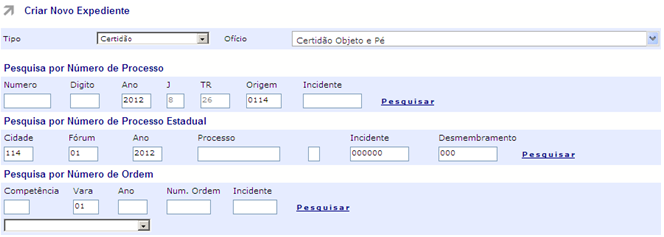 Criar Novo Expediente
Tipo Certidão Ofício Certidão Objeto e Pé
Pesquisa por Número de Processo
Numero Digito Ano J TR Origem Incidente
2012 8 26 0114 Pesquisar
Pesquisa por Número de Processo Estadual
Cidade Fórum Ano Processo Incidente Desmembramento
114 01 2012 000000 000 Pesquisar
Pesquisa por Número de Ordem
Competência Vara Ano Num. Ordem Incidente
01 Pesquisar